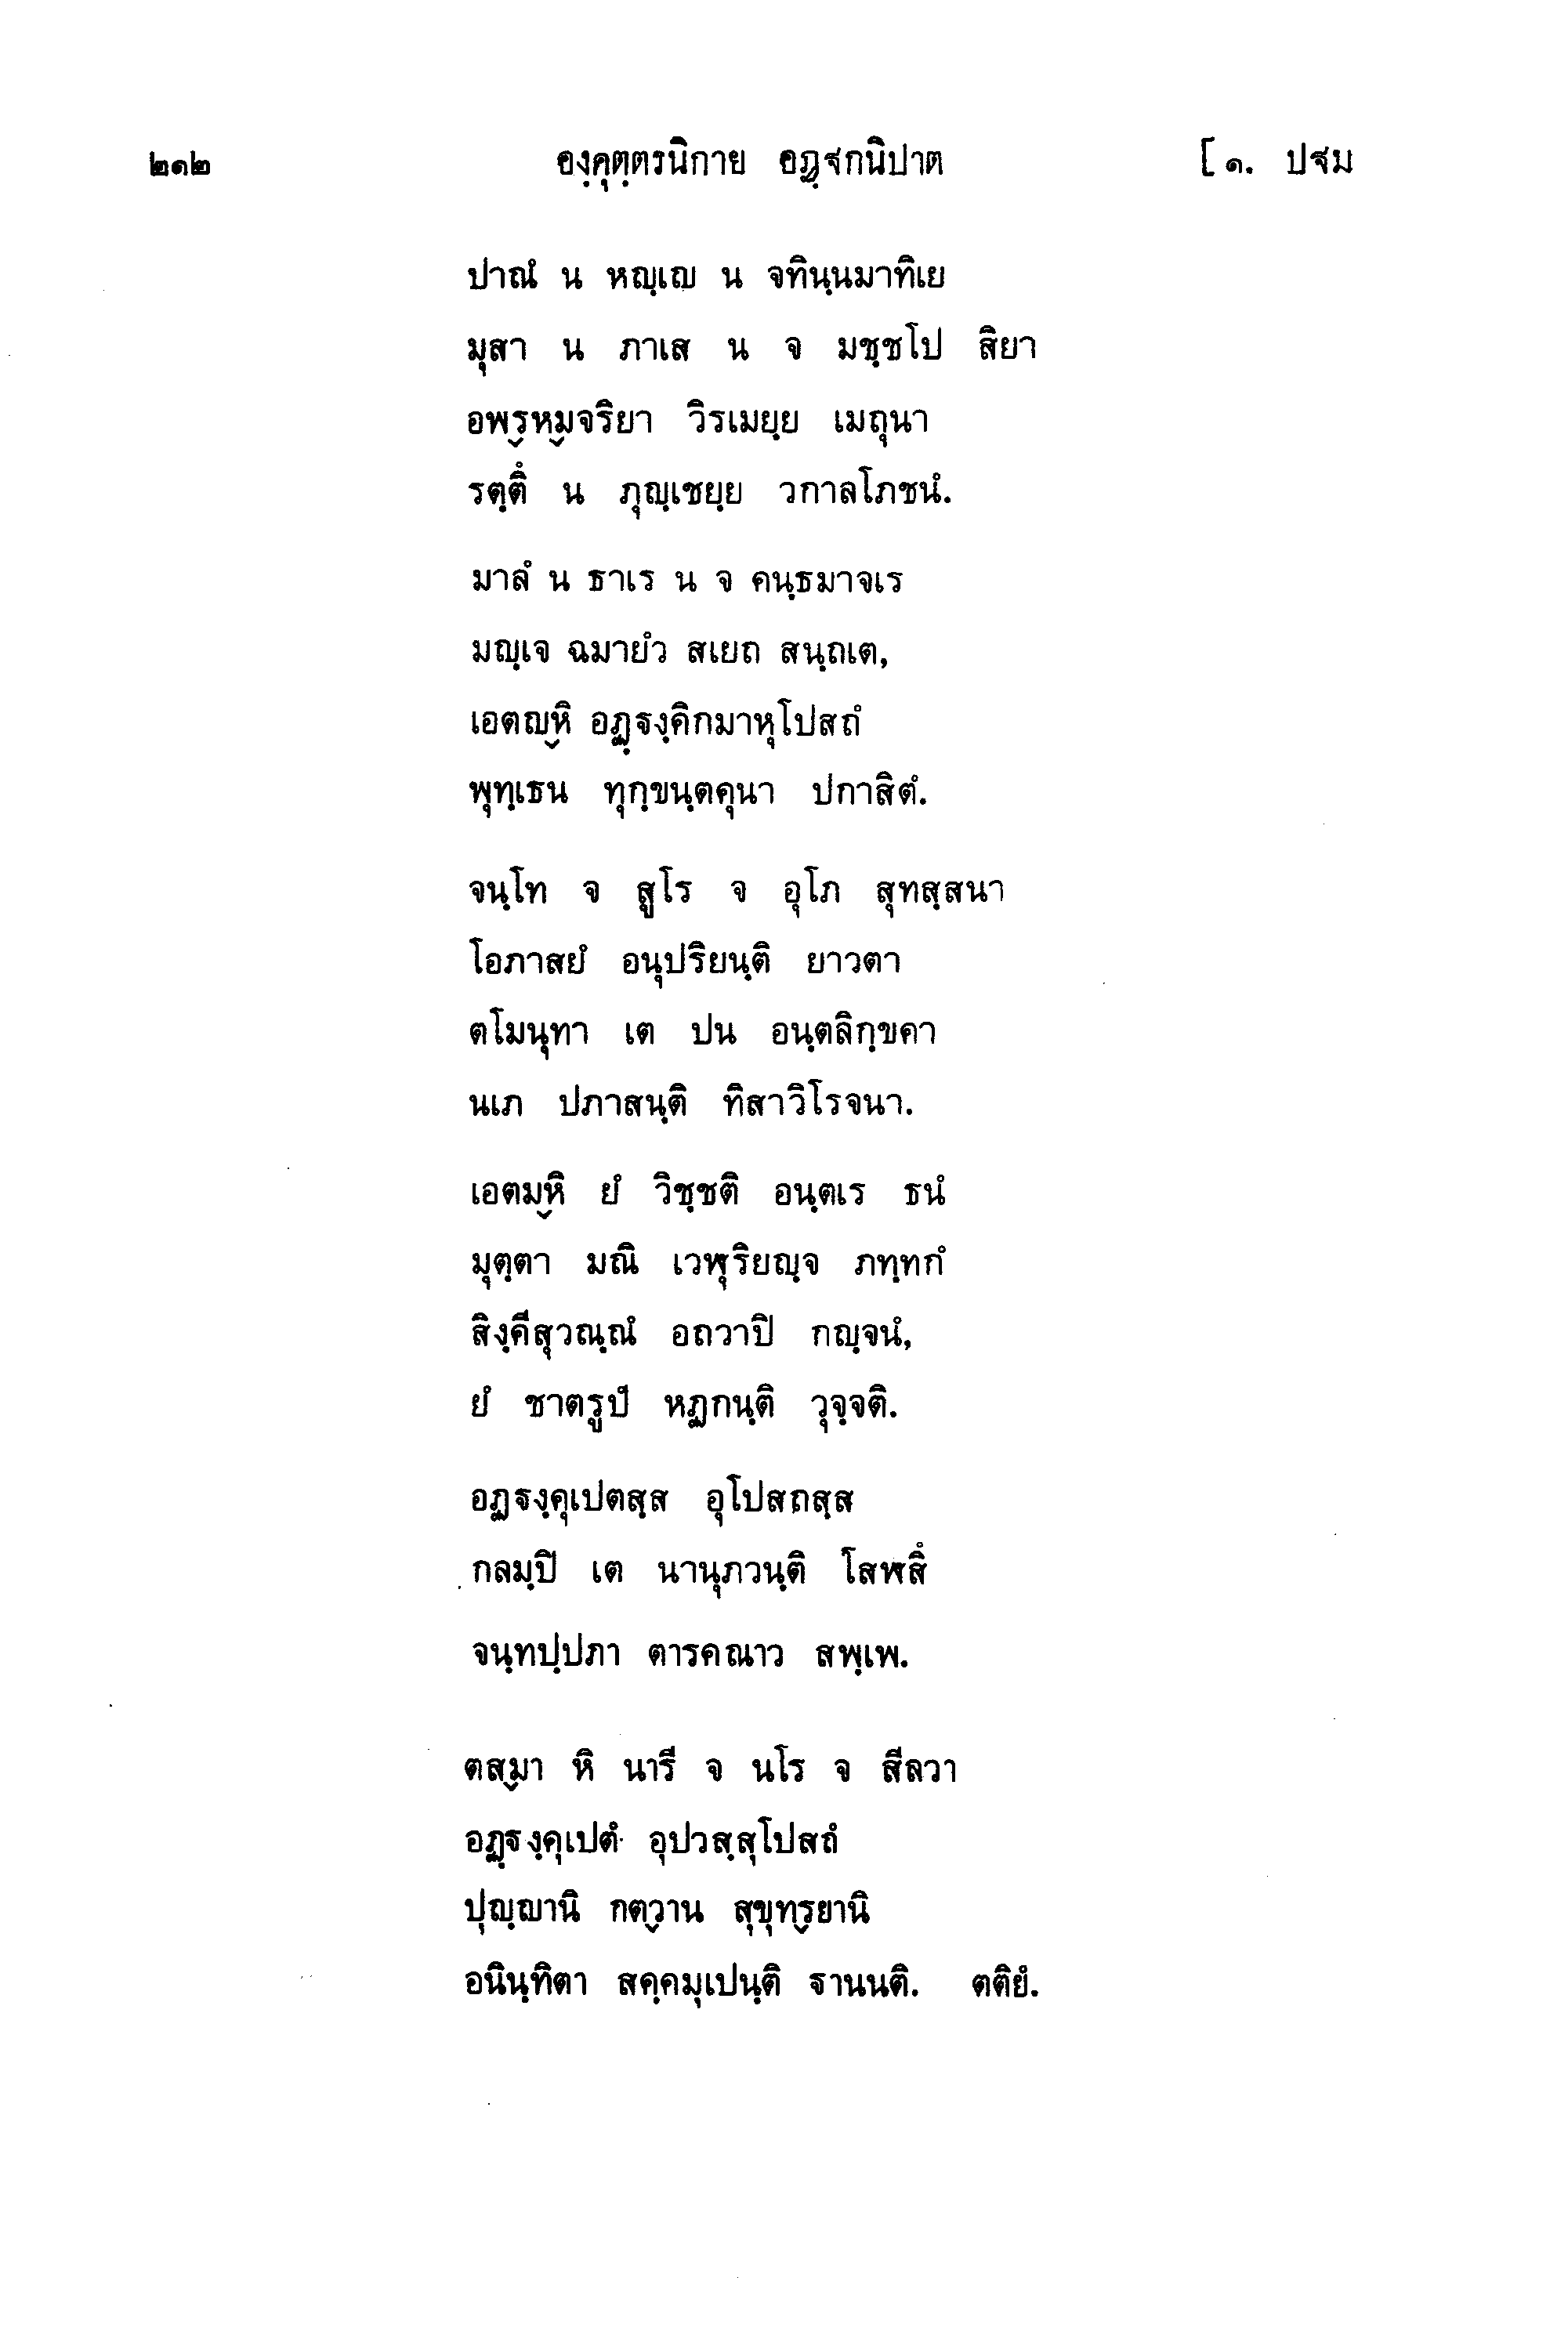 ๒๑๒ องฺคุตฺตรนิกาย อฏฺฐกนิปาต [ ๑. ปฐม
ปาณํ น หญฺเญ น จทินฺนมาทิเย
มุสา น ภาเส น จ มชฺชโป สิยา
อพฺรหฺมจริยา วิรเมยฺย เมถุนา
รตฺตึ น ภุญฺเชยฺย วกาลโภชนํ.
มาลํ น ธาเร น จ คนฺธมาจเร
มญฺเจ ฉมายํว สเยถ สนฺถเต,
เอตญฺหิ อฏฺฐงฺคิกมาหุโปสถํ
พุทฺเธน ทุกฺขนฺตคุนา ปกาสิตํ.
จนฺโท จ สูโร จ อุโภ สุทสฺสนา
โอภาสยํ อนุปริยนฺติ ยาวตา
ตโมนุทา เต ปน อนฺตลิกฺขคา
นเภ ปภาสนฺติ ทิสาวิโรจนา.
เอตมฺหิ ยํ วิชฺชติ อนฺตเร ธนํ
มุตฺตา มณิ เวฬุริยญฺจ ภทฺทกํ
สิงฺคีสุวณฺณํ อถวาปิ กญฺจนํ,
ยํ ชาตรูปํ หฏกนฺติ วุจฺจติ.
อฏฐงฺคุเปตสฺส อุโปสถสฺส
กลมฺปิ เต นานุภวนฺติ โสฬสึ
จนฺทปฺปภา ตารคณาว สพฺเพ.
ตสฺมา หิ นารี จ นโร จ สีลวา
อฏฺฐงฺคุเปตํ อุปวสฺสุโปสถํ
ปุญฺญานิ กตฺวาน สุขุทฺรยานิ
อนินฺทิตา สคฺคมุเปนฺติ ฐานนติ. ตติยํ.